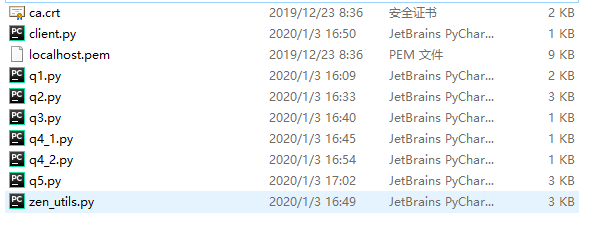 ca.crt 2019/12/23 8:36 安全证书 2 KB
client.py 2020/1/3 16:50 JetBrains PyChar... 1 KB
localhost.pem 2019/12/23 8:36 PEM 文件 9 KB
q1.py 2020/1/3 16:09 JetBrains PyChar... 2 KB
q2.py 2020/1/3 16:33 JetBrains PyChar... 3 KB
q3.py 2020/1/3 16:40 JetBrains PyChar... 1 KB
q4_1.py 2020/1/3 16:45 JetBrains PyChar... 1 KB
q4_2.py 2020/1/3 16:54 JetBrains PyChar... 1 KB
q5.py 2020/1/3 17:02 JetBrains PyChar... 3 KB
zen_utils.py 2020/1/3 16:49 JetBrains PyChar... 3 KB